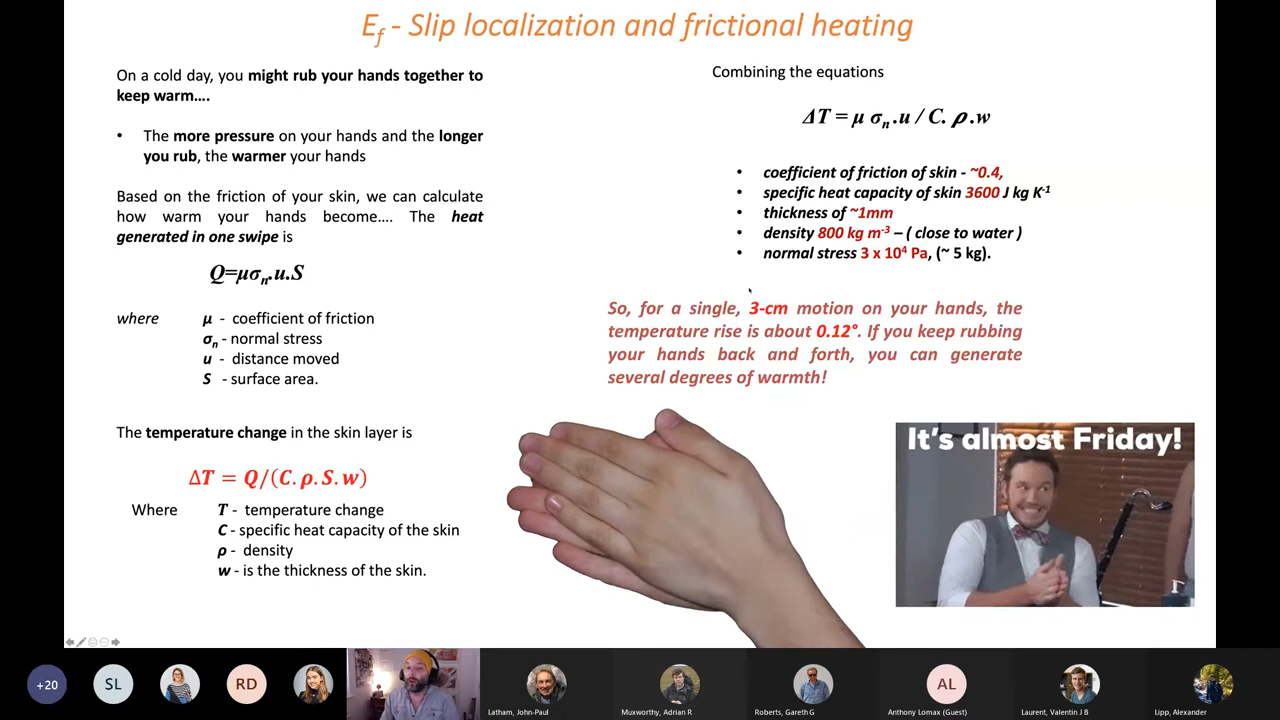 E_f - Slip localization and frictional heating
On a cold day, you might rub your hands together to
keep warm....
• The more pressure on your hands and the longer
you rub, the warmer your hands
Based on the friction of your skin, we can calculate
how warm your hands become.... The heat
generated in one swipe is
Q=μσₙ.u.S
where μ - coefficient of friction
σₙ - normal stress
u - distance moved
S - surface area.
The temperature change in the skin layer is
ΔT = Q/(C.ρ.S.w)
Where T - temperature change
C - specific heat capacity of the skin
ρ - density
w - is the thickness of the skin.
Combining the equations
ΔT = μ σₙ.u / C. ρ.w
• coefficient of friction of skin - ~0.4,
• specific heat capacity of skin 3600 J kg K⁻¹
• thickness of ~1mm
• density 800 kg m⁻³ – ( close to water )
• normal stress 3 x 10⁴ Pa, (~ 5 kg).
So, for a single, 3-cm motion on your hands, the
temperature rise is about 0.12°. If you keep rubbing
your hands back and forth, you can generate
several degrees of warmth!
It's almost Friday!
+20
SL
RD
AL
Latham, John-Paul
Muxworthy, Adrian R
Roberts, Gareth G
Anthony Lomax (Guest)
Laurent, Valentin J B
Lipp, Alexander